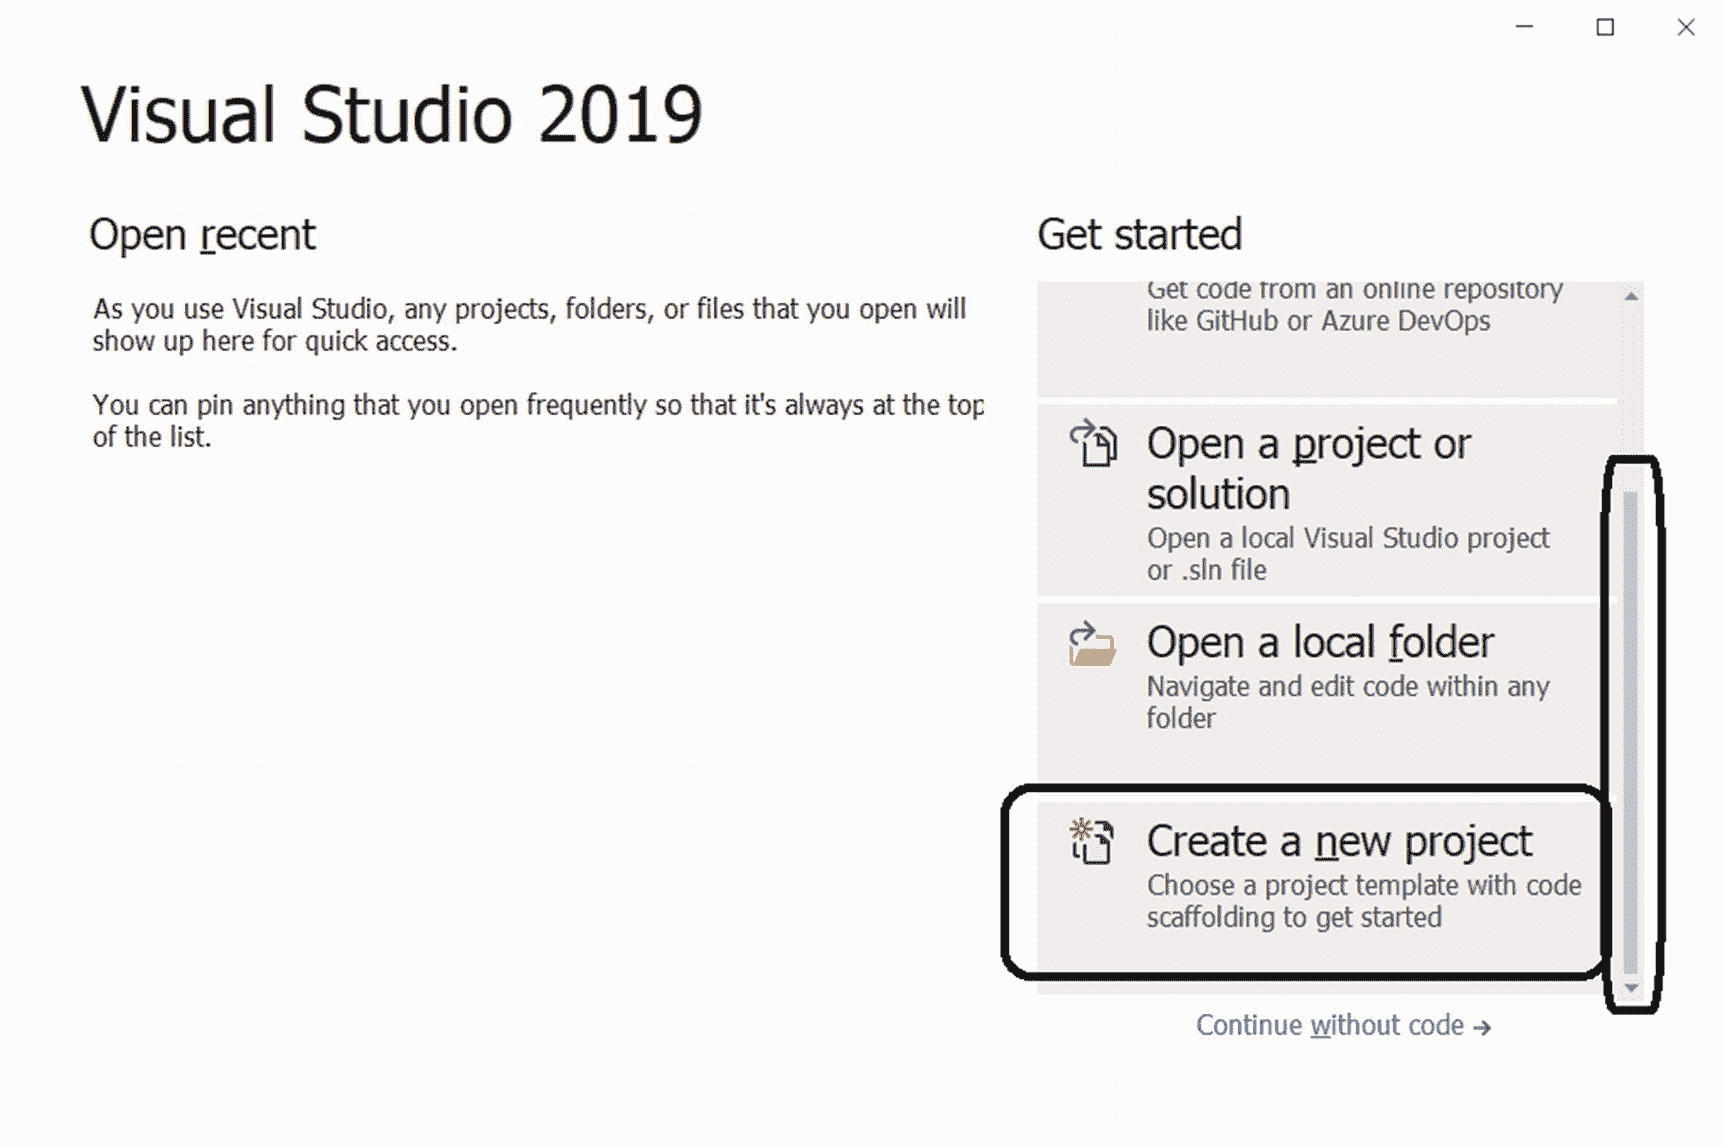 Visual Studio 2019
Open recent
As you use Visual Studio, any projects, folders, or files that you open will
show up here for quick access.
You can pin anything that you open frequently so that it's always at the top
of the list.
Get started
Get code from an online repository
like GitHub or Azure DevOps
Open a project or
solution
Open a local Visual Studio project
or .sln file
Open a local folder
Navigate and edit code within any
folder
Create a new project
Choose a project template with code
scaffolding to get started
Continue without code →